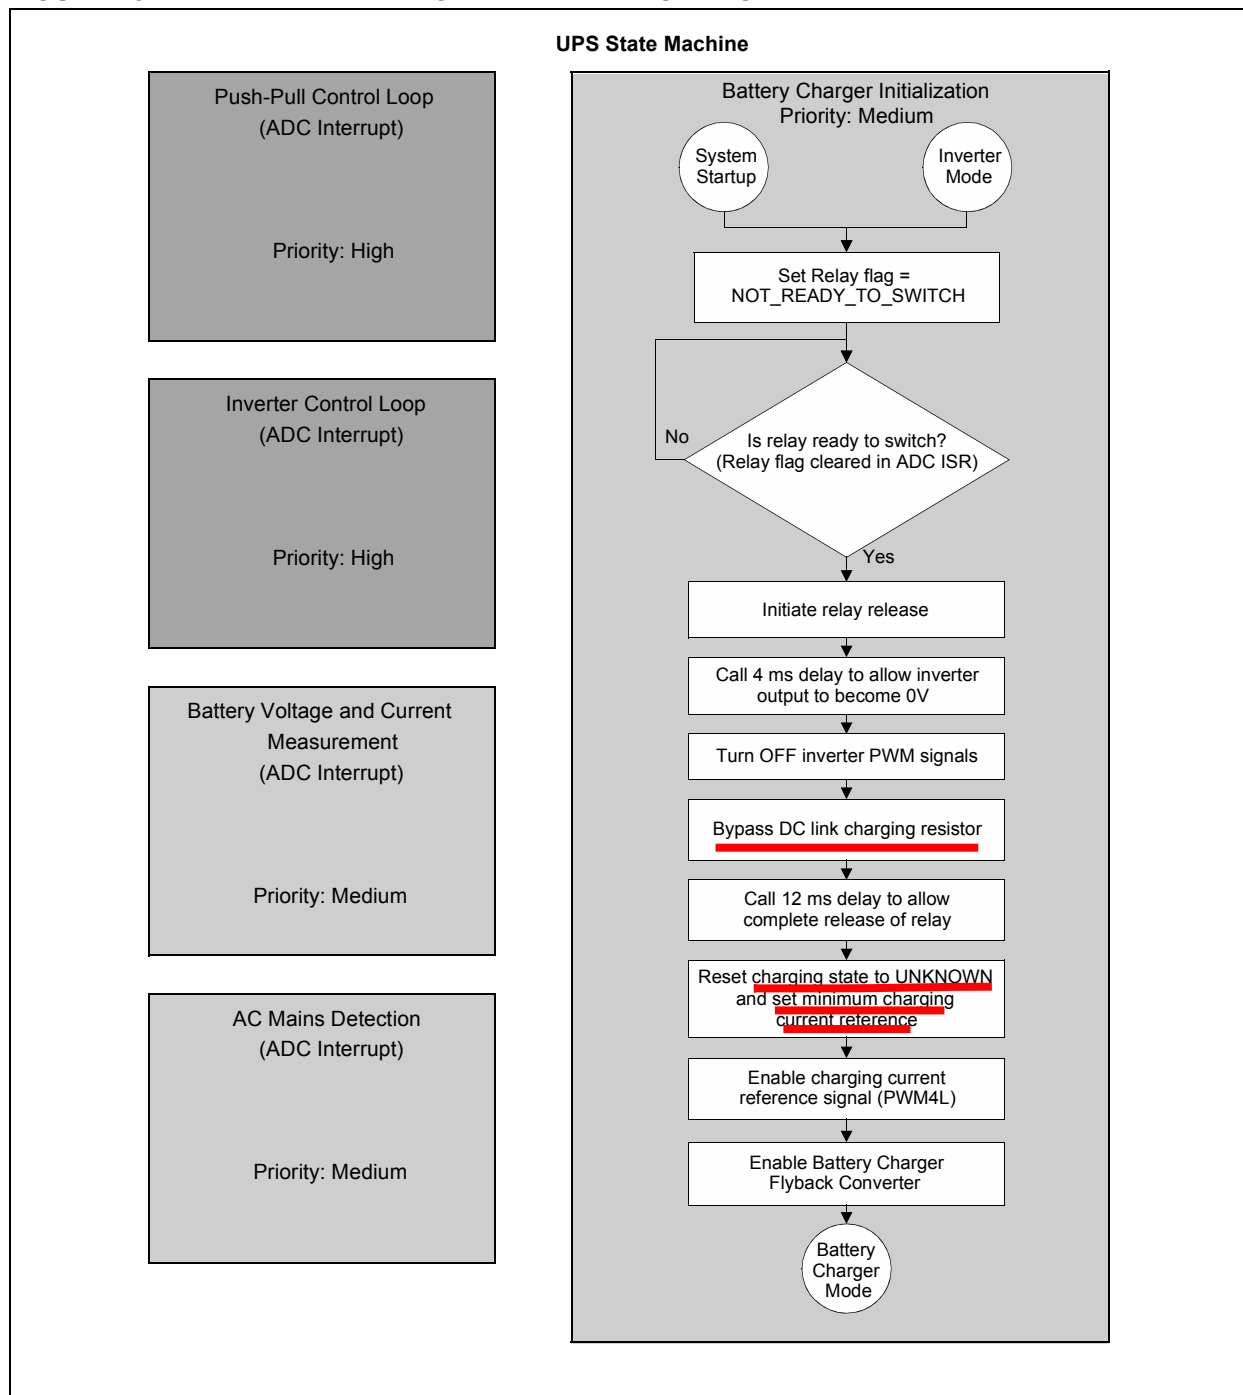 UPS State Machine
Push-Pull Control Loop
(ADC Interrupt)
Priority: High
Inverter Control Loop
(ADC Interrupt)
Priority: High
Battery Voltage and Current
Measurement
(ADC Interrupt)
Priority: Medium
AC Mains Detection
(ADC Interrupt)
Priority: Medium
Battery Charger Initialization
Priority: Medium
System
Startup
Inverter
Mode
Set Relay flag =
NOT_READY_TO_SWITCH
No
Is relay ready to switch?
(Relay flag cleared in ADC ISR)
Yes
Initiate relay release
Call 4 ms delay to allow inverter
output to become 0V
Turn OFF inverter PWM signals
Bypass DC link charging resistor
Call 12 ms delay to allow
complete release of relay
Reset charging state to UNKNOWN
and set minimum charging
current reference
Enable charging current
reference signal (PWM4L)
Enable Battery Charger
Flyback Converter
Battery
Charger
Mode